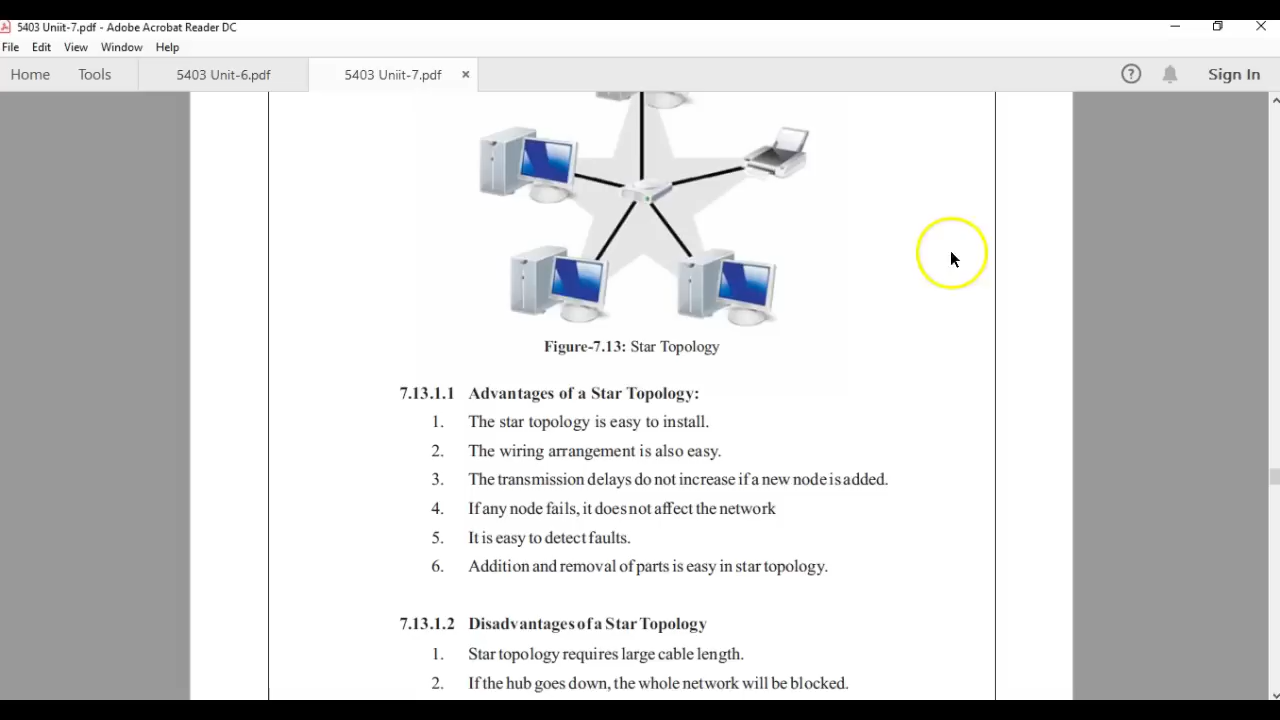 5403 Uniit-7.pdf - Adobe Acrobat Reader DC
File Edit View Window Help
Home Tools 5403 Unit-6.pdf 5403 Uniit-7.pdf × ? Sign In
Figure-7.13: Star Topology
7.13.1.1 Advantages of a Star Topology:
1. The star topology is easy to install.
2. The wiring arrangement is also easy.
3. The transmission delays do not increase if a new node is added.
4. If any node fails, it does not affect the network
5. It is easy to detect faults.
6. Addition and removal of parts is easy in star topology.
7.13.1.2 Disadvantages of a Star Topology
1. Star topology requires large cable length.
2. If the hub goes down, the whole network will be blocked.